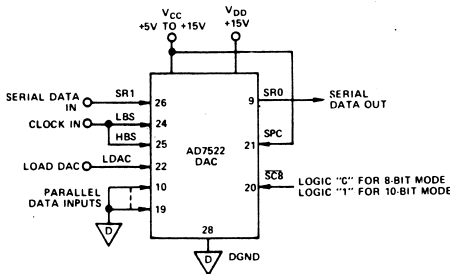 VCC
+5V TO +15V
VDD
+15V
SERIAL DATA IN
SR1
26
9
SR0
SERIAL DATA OUT
CLOCK IN
LBS
24
HBS
25
SPC
21
AD7522
DAC
LOAD DAC
LDAC
22
PARALLEL DATA INPUTS
10
19
SC8
20
LOGIC "0" FOR 8-BIT MODE
LOGIC "1" FOR 10-BIT MODE
28
D
D
DGND